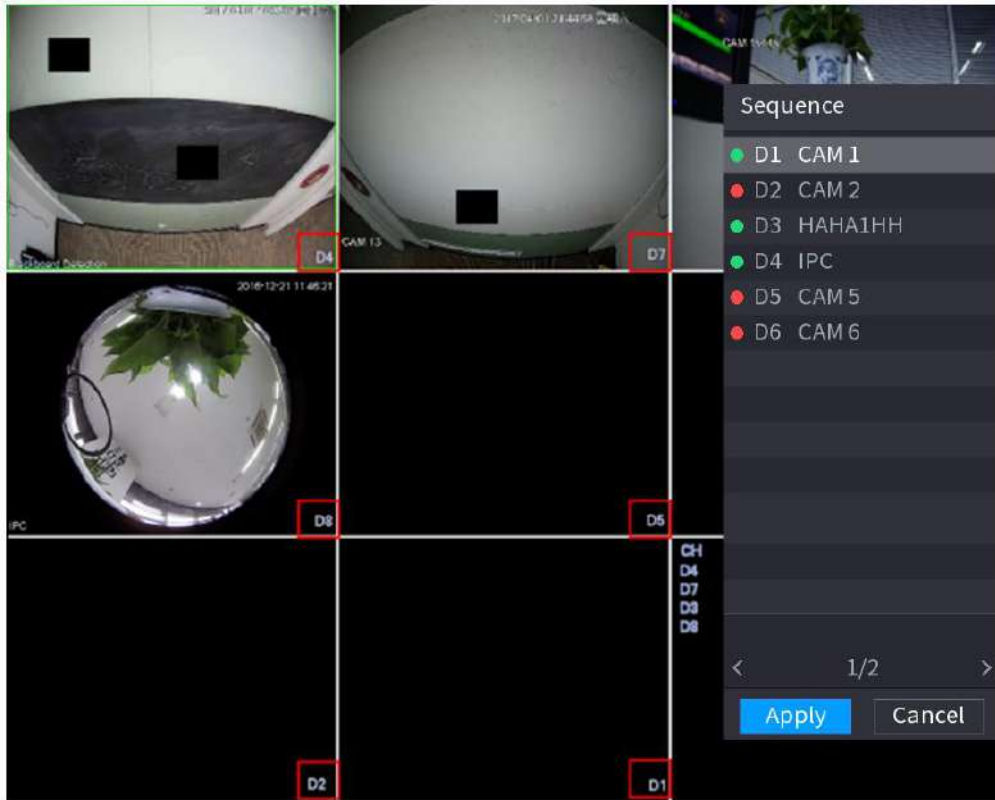 D4
D7
CAM 13
Blackboard Detection
Sequence
D1 CAM 1
D2 CAM 2
D3 HAHA1HH
D4 IPC
D5 CAM 5
D6 CAM 6
2016-12-21 11:46:21
IPC
D8
D5
CH
D4
D7
D3
D8
D2
D1
< 1/2 >
Apply Cancel